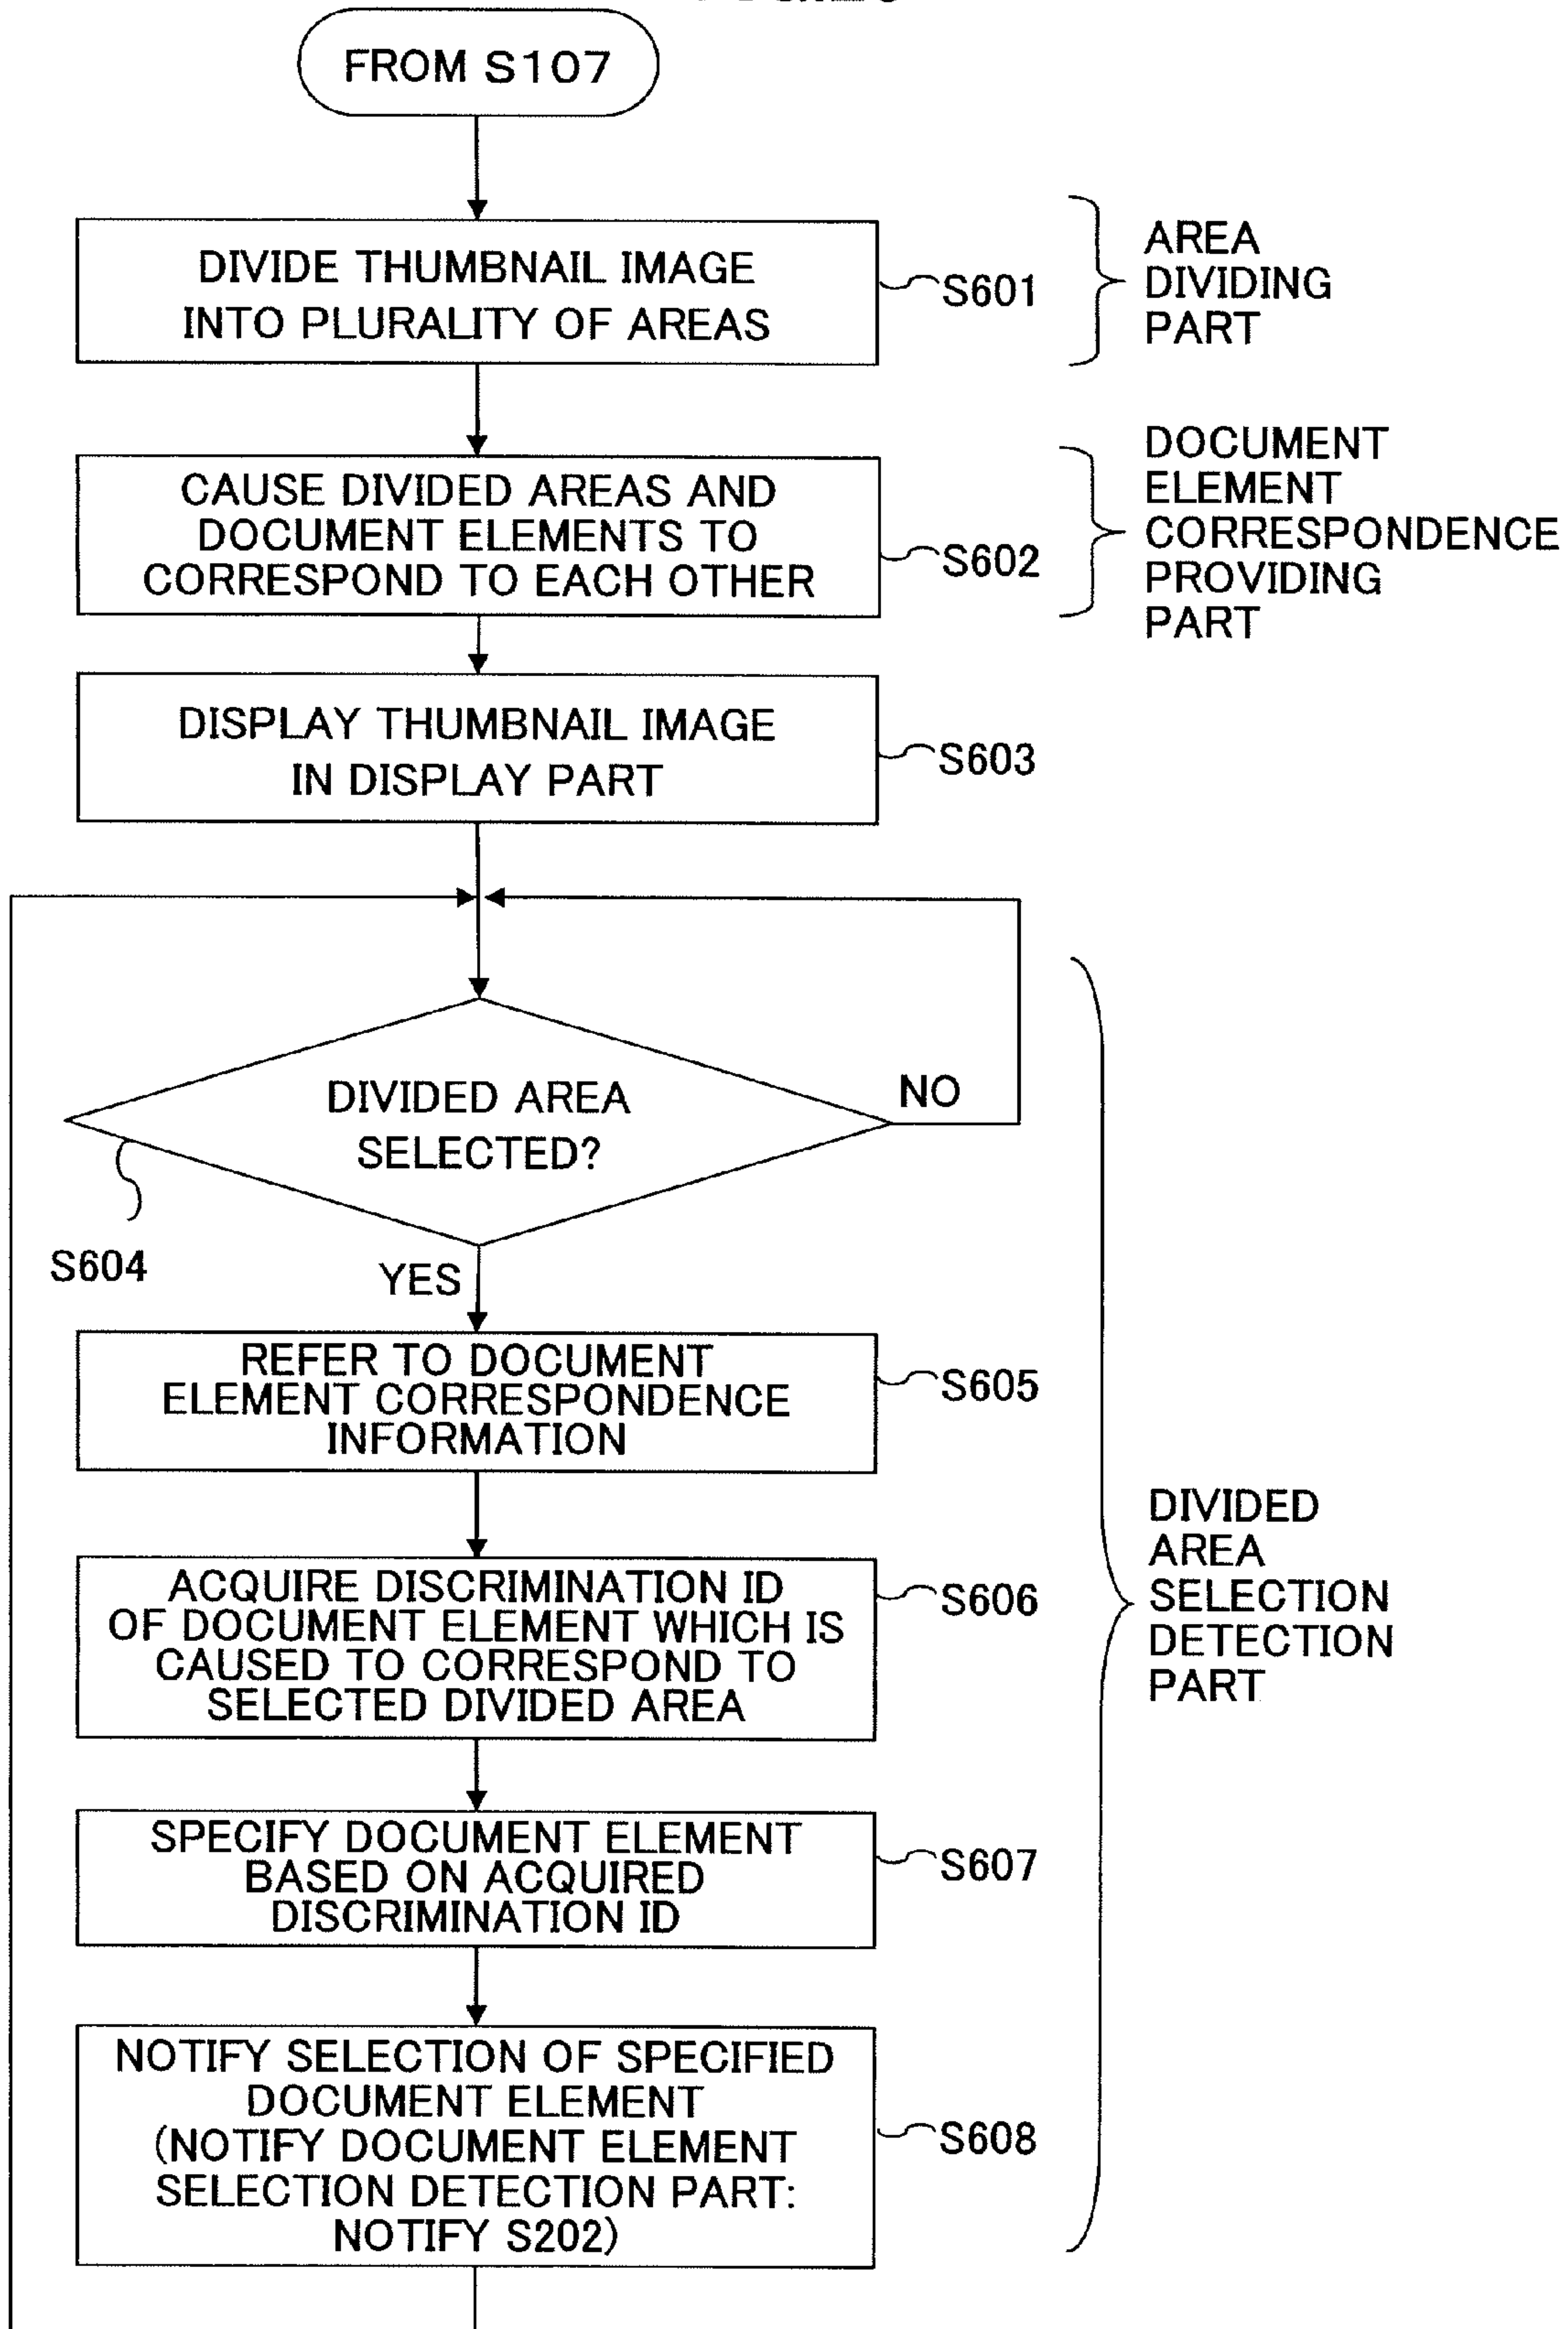 FROM S107
DIVIDE THUMBNAIL IMAGE
INTO PLURALITY OF AREAS
S601
AREA
DIVIDING
PART
CAUSE DIVIDED AREAS AND
DOCUMENT ELEMENTS TO
CORRESPOND TO EACH OTHER
S602
DOCUMENT
ELEMENT
CORRESPONDENCE
PROVIDING
PART
DISPLAY THUMBNAIL IMAGE
IN DISPLAY PART
S603
DIVIDED AREA
SELECTED?
NO
S604
YES
REFER TO DOCUMENT
ELEMENT CORRESPONDENCE
INFORMATION
S605
ACQUIRE DISCRIMINATION ID
OF DOCUMENT ELEMENT WHICH IS
CAUSED TO CORRESPOND TO
SELECTED DIVIDED AREA
S606
DIVIDED
AREA
SELECTION
DETECTION
PART
SPECIFY DOCUMENT ELEMENT
BASED ON ACQUIRED
DISCRIMINATION ID
S607
NOTIFY SELECTION OF SPECIFIED
DOCUMENT ELEMENT
(NOTIFY DOCUMENT ELEMENT
SELECTION DETECTION PART:
NOTIFY S202)
S608